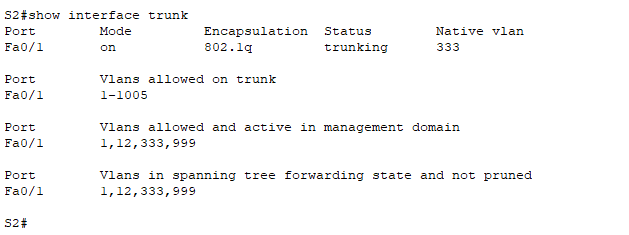 S2#show interface trunk
Port Mode Encapsulation Status Native vlan
Fa0/1 on 802.1q trunking 333
Port Vlans allowed on trunk
Fa0/1 1-1005
Port Vlans allowed and active in management domain
Fa0/1 1,12,333,999
Port Vlans in spanning tree forwarding state and not pruned
Fa0/1 1,12,333,999
S2#